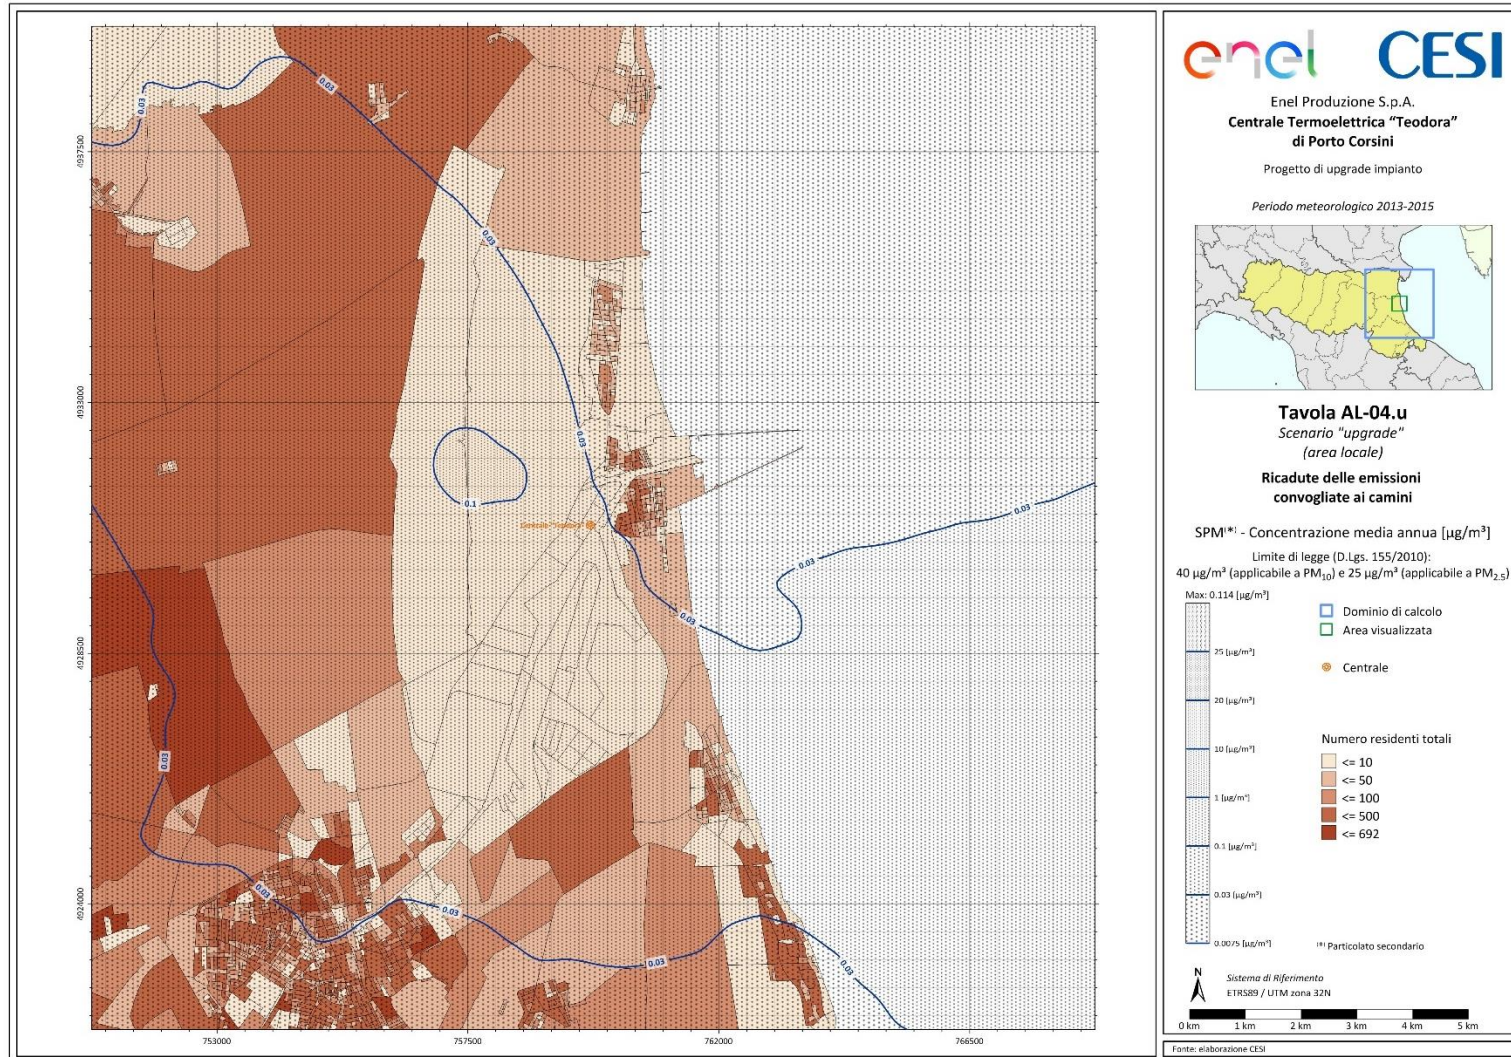 enel CESI
Enel Produzione S.p.A.
Centrale Termoelettrica “Teodora”
di Porto Corsini
Progetto di upgrade impianto
Periodo meteorologico 2013-2015
Tavola AL-04.u
Scenario "upgrade"
(area locale)
Ricadute delle emissioni
convogliate ai camini
SPM(*) - Concentrazione media annua [µg/m³]
Limite di legge (D.Lgs. 155/2010):
40 µg/m³ (applicabile a PM₁₀) e 25 µg/m³ (applicabile a PM₂.₅)
Max: 0.114 [µg/m³]
25 [µg/m³]
20 [µg/m³]
10 [µg/m³]
1 [µg/m³]
0.1 [µg/m³]
0.03 [µg/m³]
0.0075 [µg/m³]
Dominio di calcolo
Area visualizzata
Centrale
Numero residenti totali
<= 10
<= 50
<= 100
<= 500
<= 692
(*) Particolato secondario
N
Sistema di Riferimento
ETRS89 / UTM zona 32N
0 km 1 km 2 km 3 km 4 km 5 km
Fonte: elaborazione CESI
4937500
4933000
4928500
4924000
753000 757500 762000 766500
0.03
0.03
0.03
0.03
0.1
Centrale "Teodora"
0.03
0.03
0.03
0.03
0.03
0.03
0.03
0.03